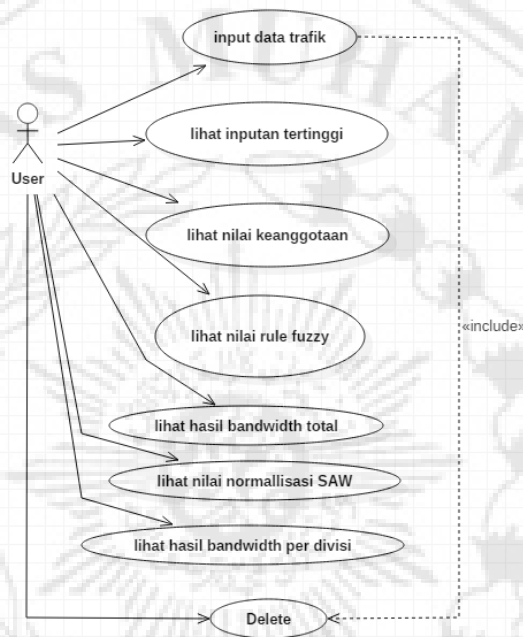 input data trafik
lihat inputan tertinggi
User
lihat nilai keanggotaan
«include»
lihat nilai rule fuzzy
lihat hasil bandwidth total
lihat nilai normallisasi SAW
lihat hasil bandwidth per divisi
Delete
S MUHAM